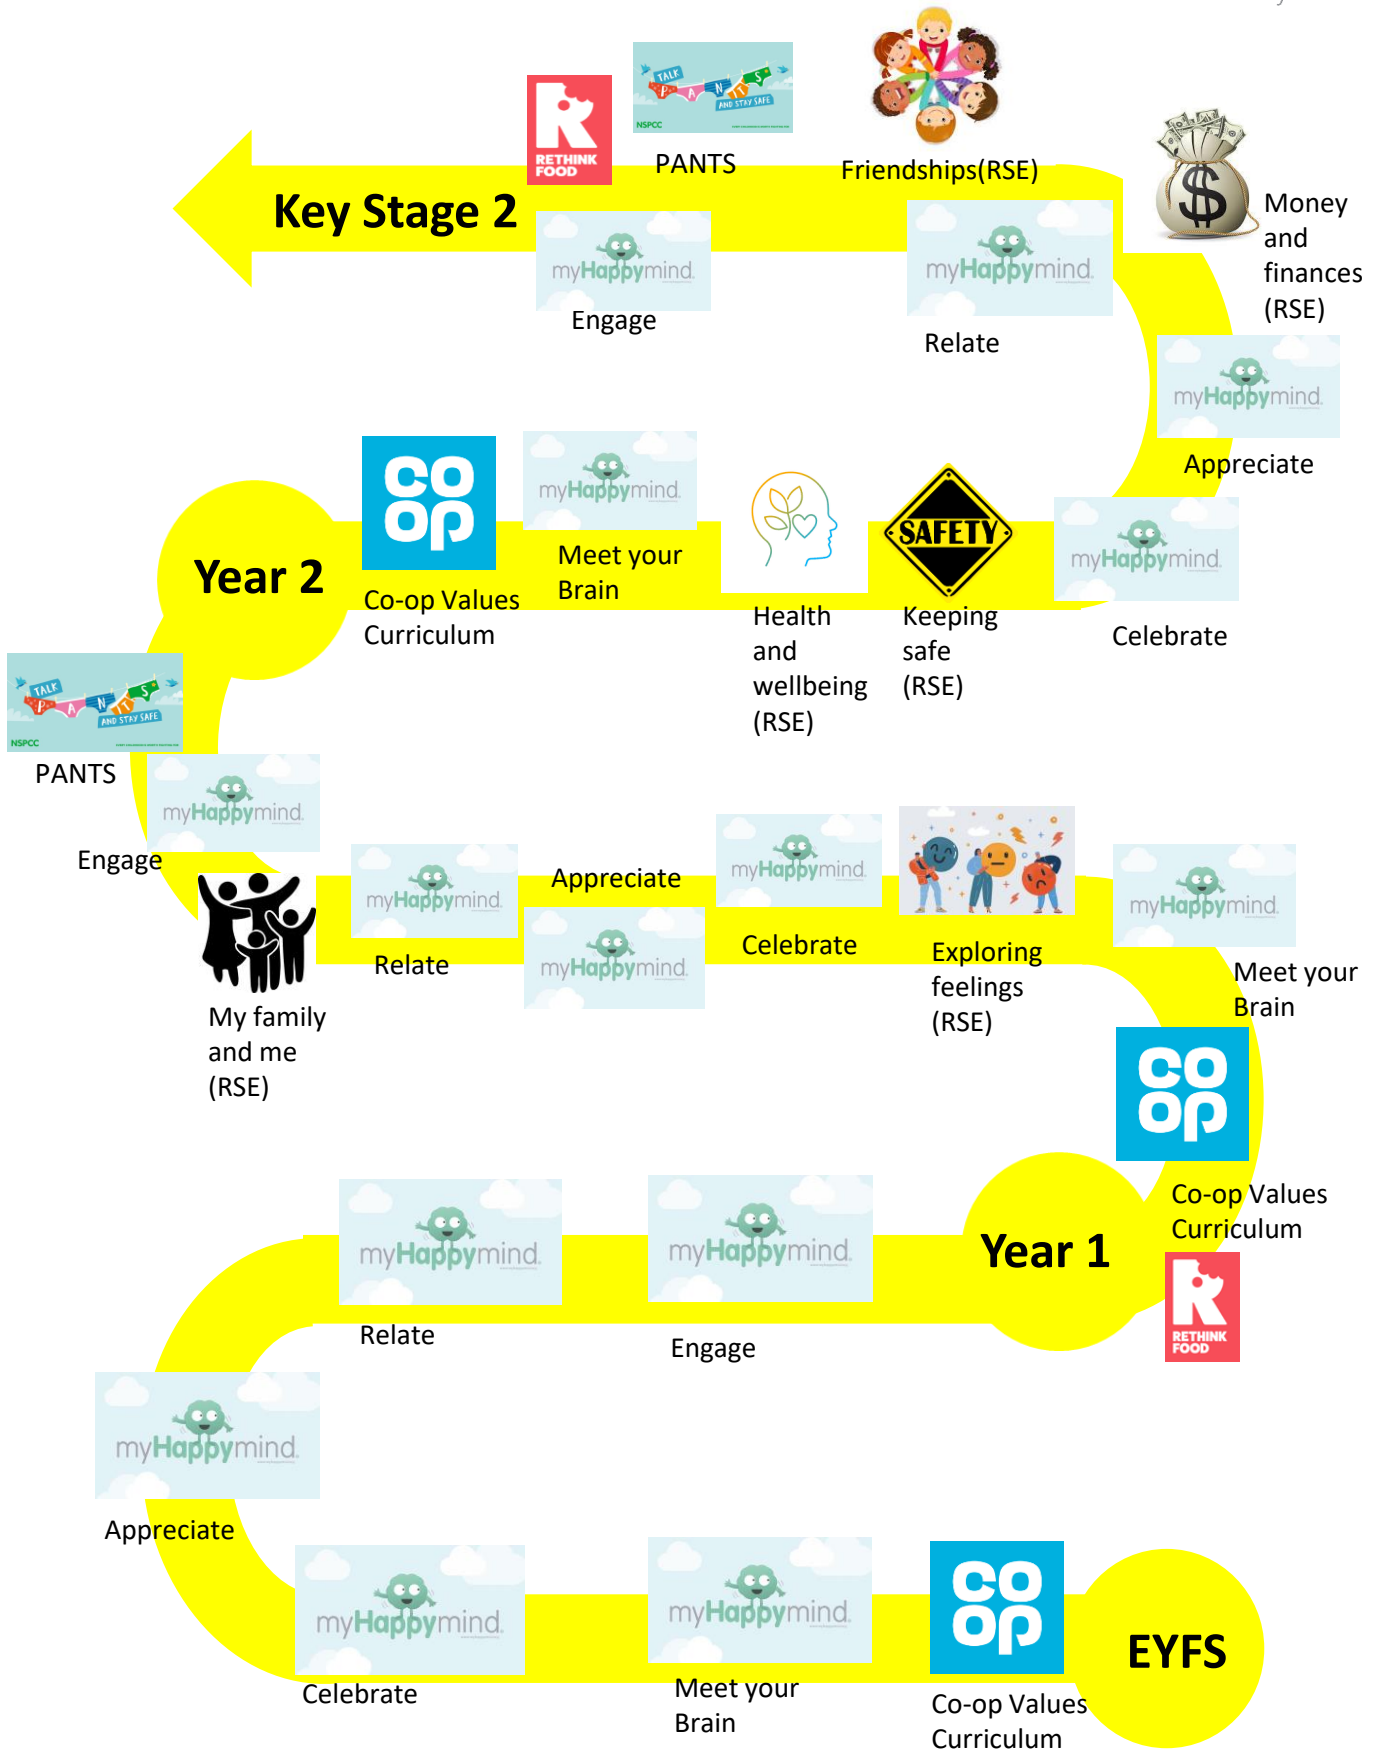 TALK
PANTS
AND STAY SAFE
NSPCC
RETHINK
FOOD
PANTS
Friendships(RSE)
$
Money
and
finances
(RSE)
Key Stage 2
myHappymind.
Engage
myHappymind.
Relate
myHappymind.
Appreciate
Year 2
CO
OP
Co-op Values
Curriculum
myHappymind.
Meet your
Brain
Health
and
wellbeing
(RSE)
SAFETY
Keeping
safe
(RSE)
myHappymind.
Celebrate
TALK
PANTS
AND STAY SAFE
NSPCC
PANTS
myHappymind.
Engage
My family
and me
(RSE)
myHappymind.
Relate
Appreciate
myHappymind.
myHappymind.
Celebrate
Exploring
feelings
(RSE)
myHappymind.
Meet your
Brain
CO
OP
Co-op Values
Curriculum
RETHINK
FOOD
Year 1
myHappymind.
Relate
myHappymind.
Engage
myHappymind.
Appreciate
myHappymind.
Celebrate
myHappymind.
Meet your
Brain
CO
OP
Co-op Values
Curriculum
EYFS